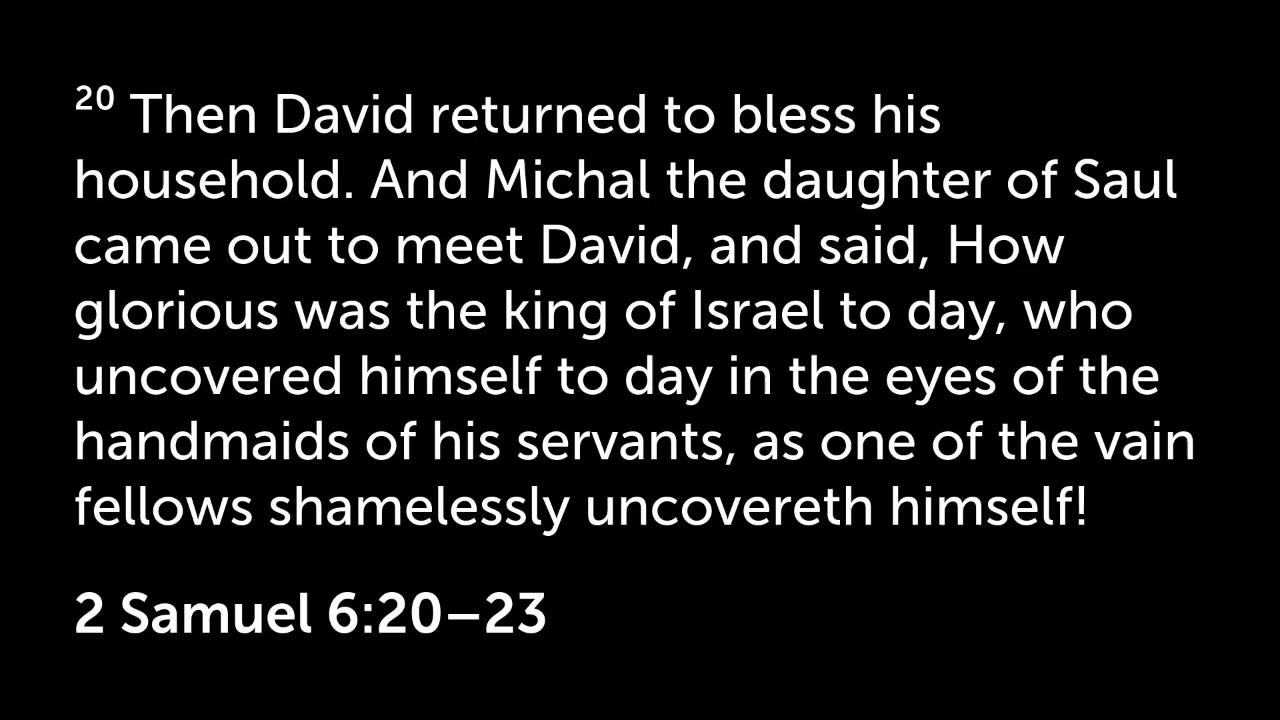 20 Then David returned to bless his
household. And Michal the daughter of Saul
came out to meet David, and said, How
glorious was the king of Israel to day, who
uncovered himself to day in the eyes of the
handmaids of his servants, as one of the vain
fellows shamelessly uncovereth himself!
2 Samuel 6:20–23